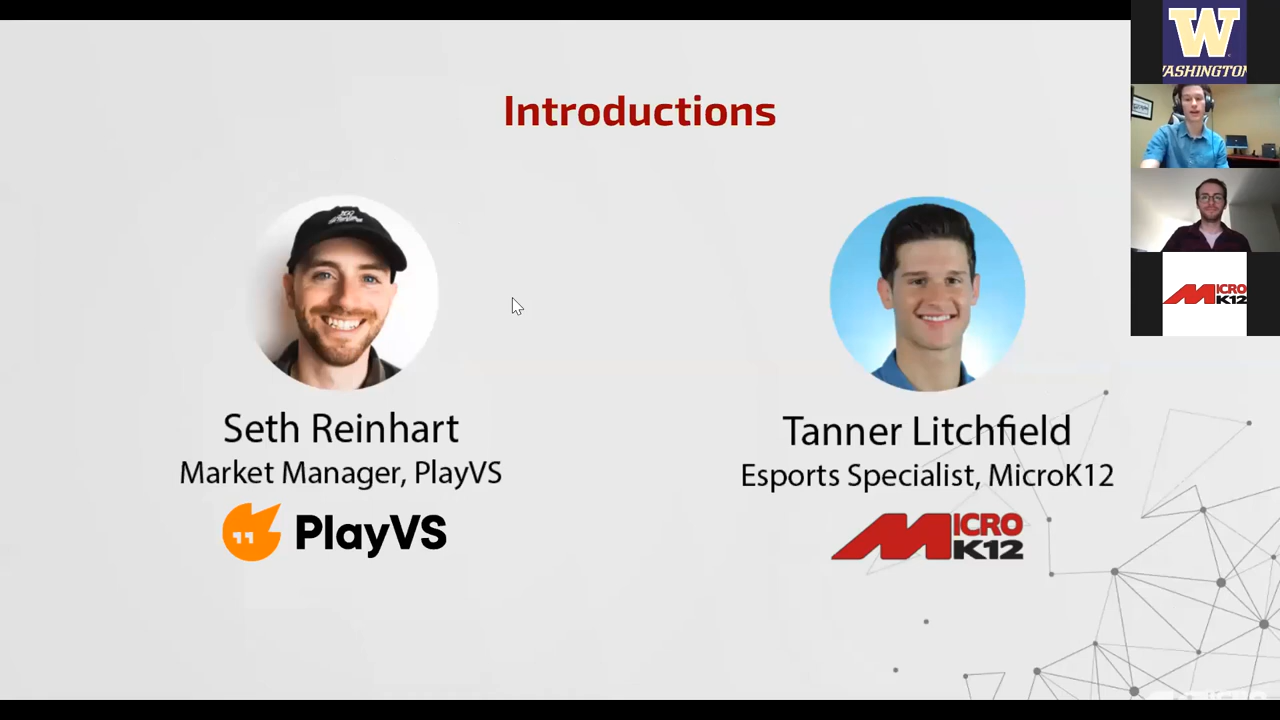 Introductions
Seth Reinhart
Market Manager, PlayVS
PlayVS
Tanner Litchfield
Esports Specialist, MicroK12
MICRO
K12
W
WASHINGTON
MICRO
K12